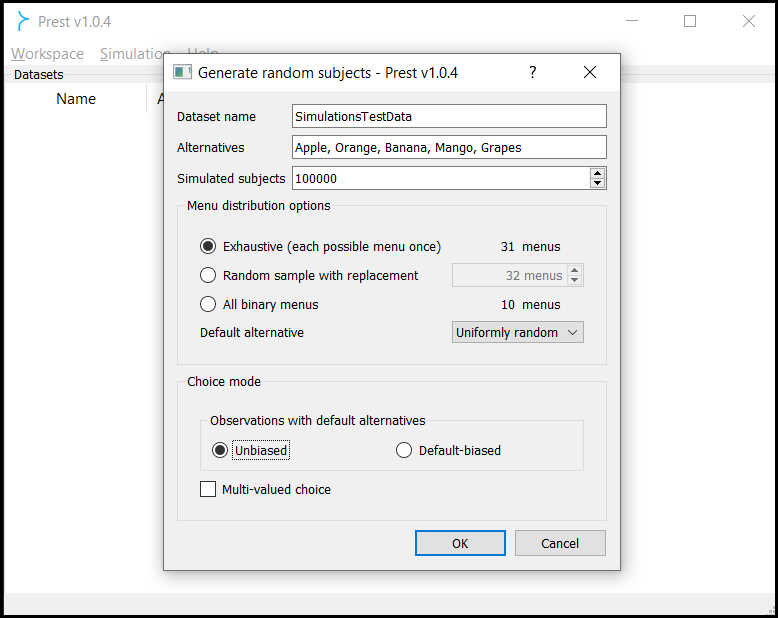 Prest v1.0.4
Workspace Simulation Help
Generate random subjects - Prest v1.0.4 ?
Datasets
Name A
Dataset name SimulationsTestData
Alternatives Apple, Orange, Banana, Mango, Grapes
Simulated subjects 100000
Menu distribution options
Exhaustive (each possible menu once) 31 menus
Random sample with replacement 32 menus
All binary menus 10 menus
Default alternative Uniformly random
Choice mode
Observations with default alternatives
Unbiased Default-biased
Multi-valued choice
OK Cancel